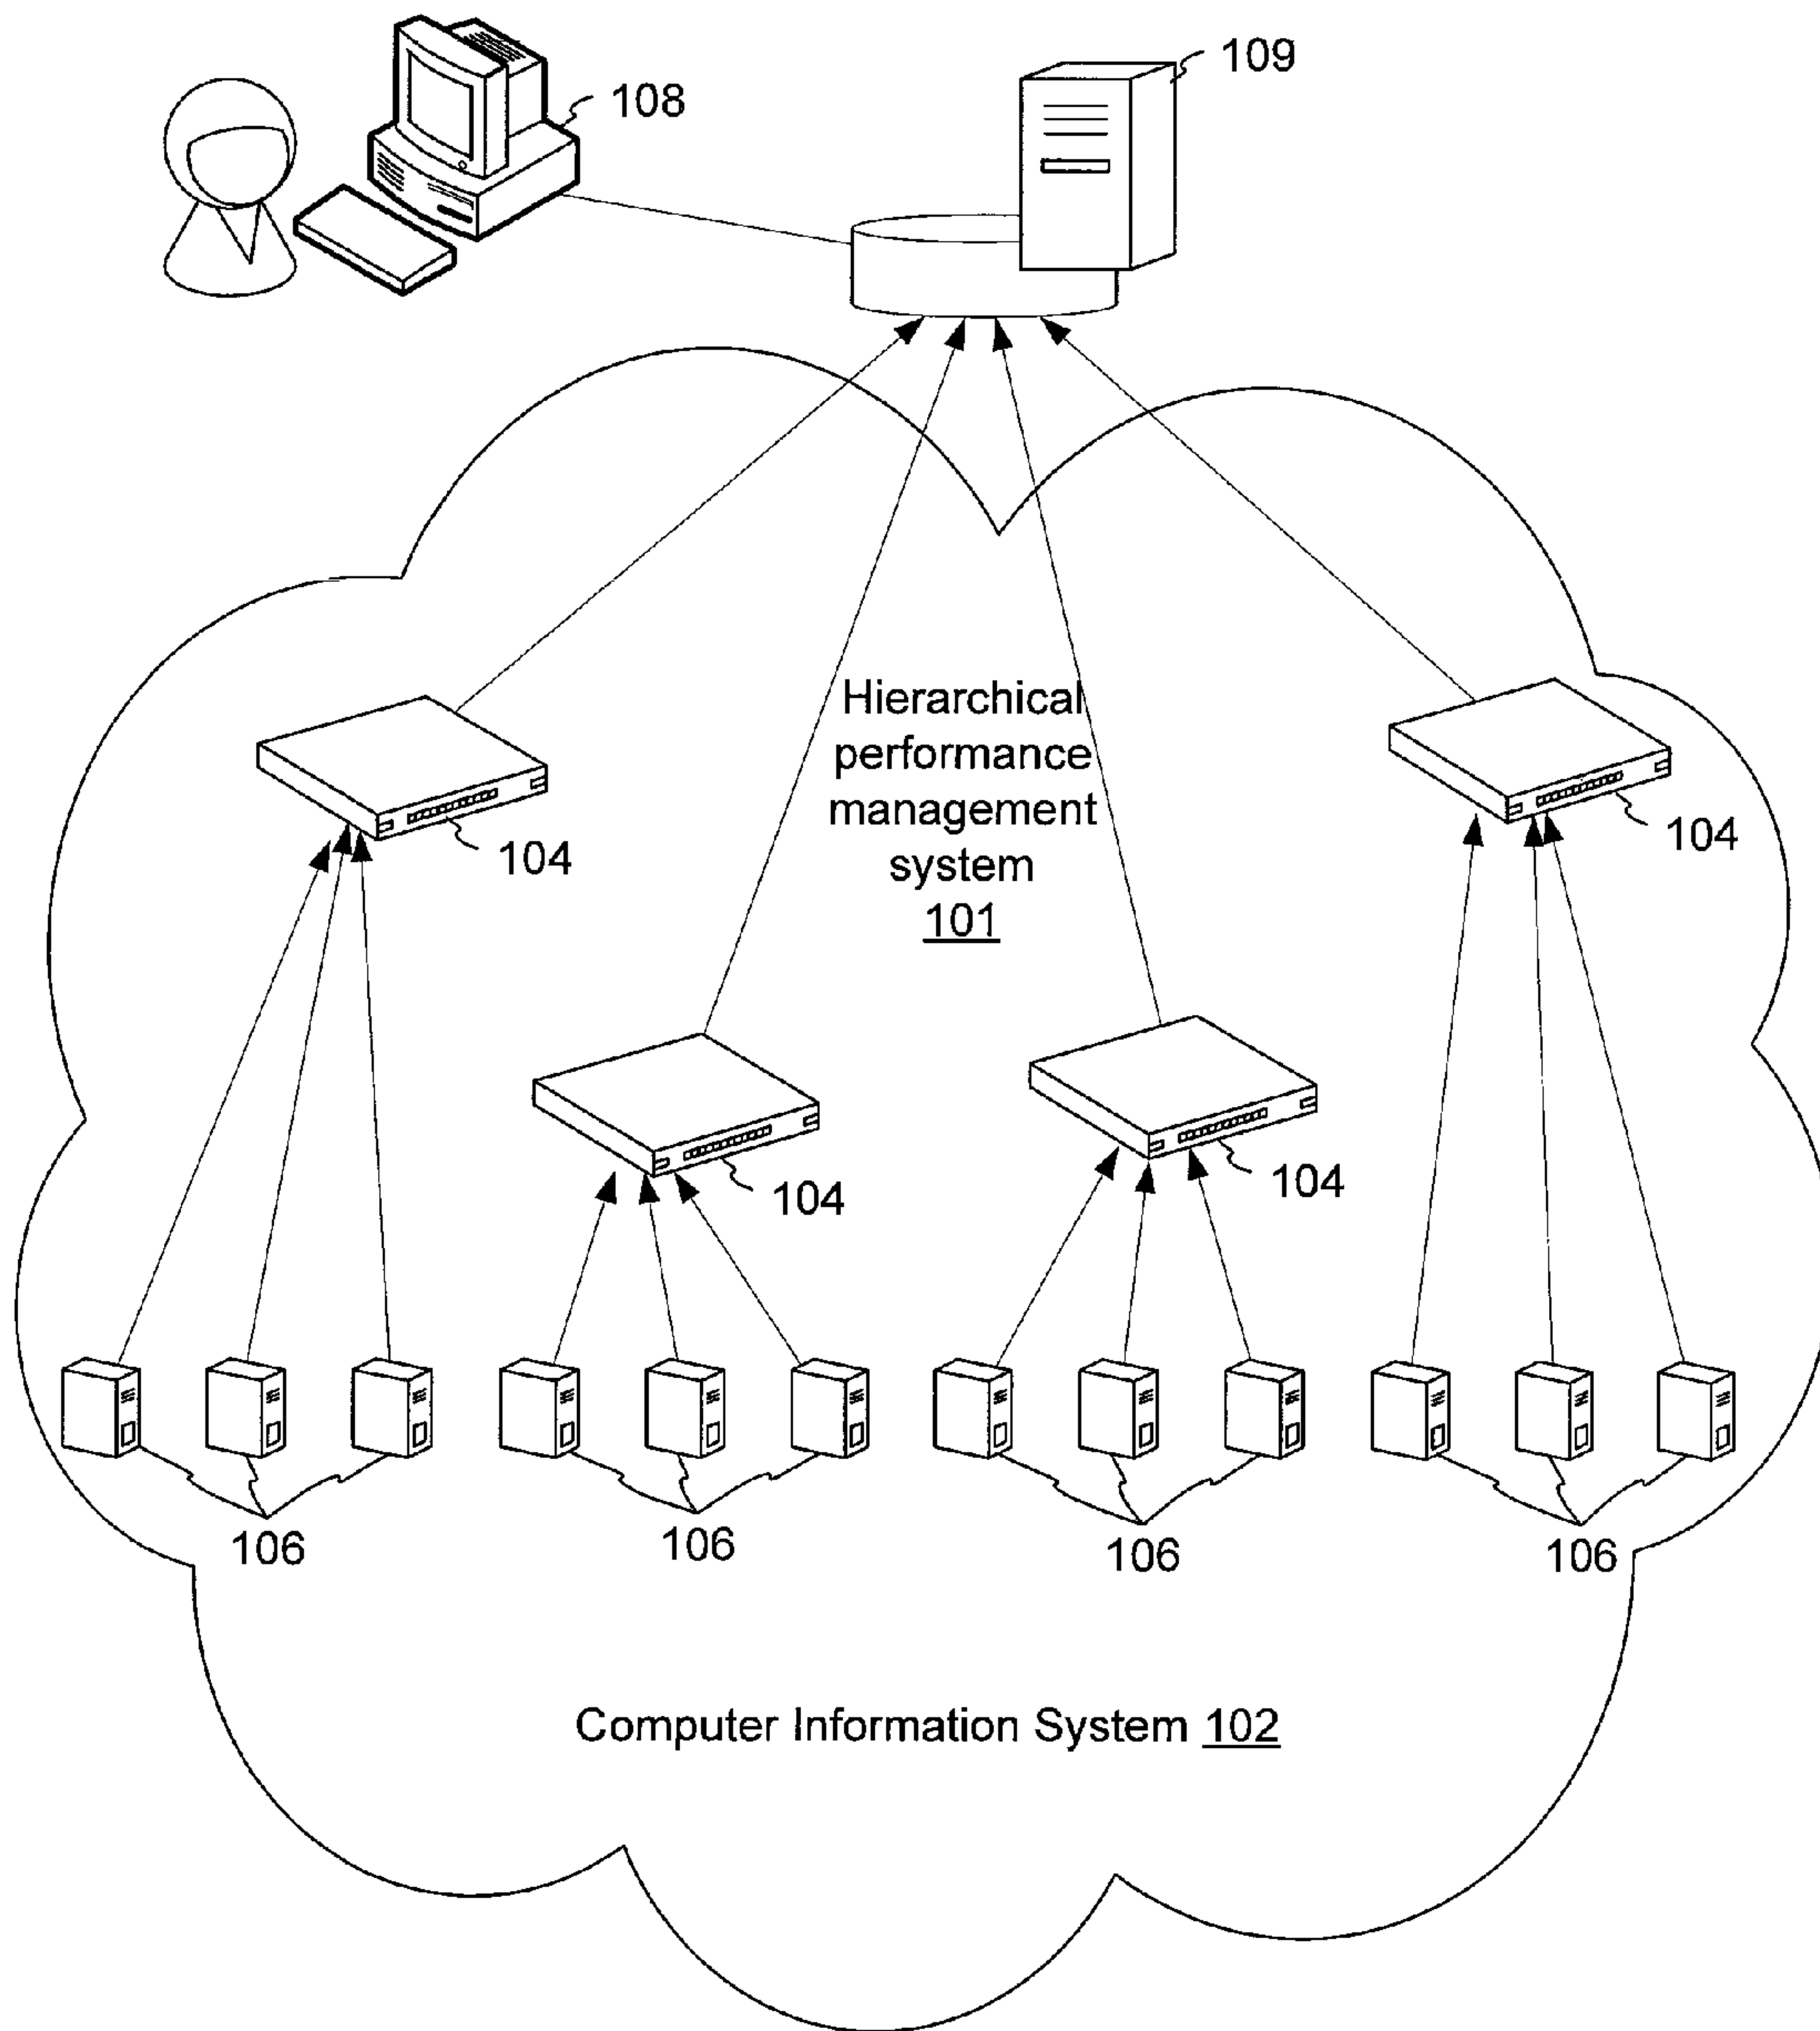 109
108
Hierarchical
performance
management
system
101
104
104
104
104
106
106
106
106
Computer Information System 102